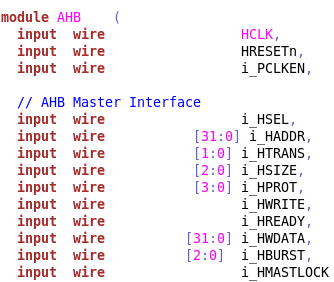 module AHB    (
  input  wire                 HCLK,
  input  wire                 HRESETn,
  input  wire                 i_PCLKEN,

  // AHB Master Interface
  input  wire                 i_HSEL,
  input  wire           [31:0] i_HADDR,
  input  wire           [1:0] i_HTRANS,
  input  wire           [2:0] i_HSIZE,
  input  wire           [3:0] i_HPROT,
  input  wire                 i_HWRITE,
  input  wire                 i_HREADY,
  input  wire          [31:0] i_HWDATA,
  input  wire          [2:0]  i_HBURST,
  input  wire                 i_HMASTLOCK